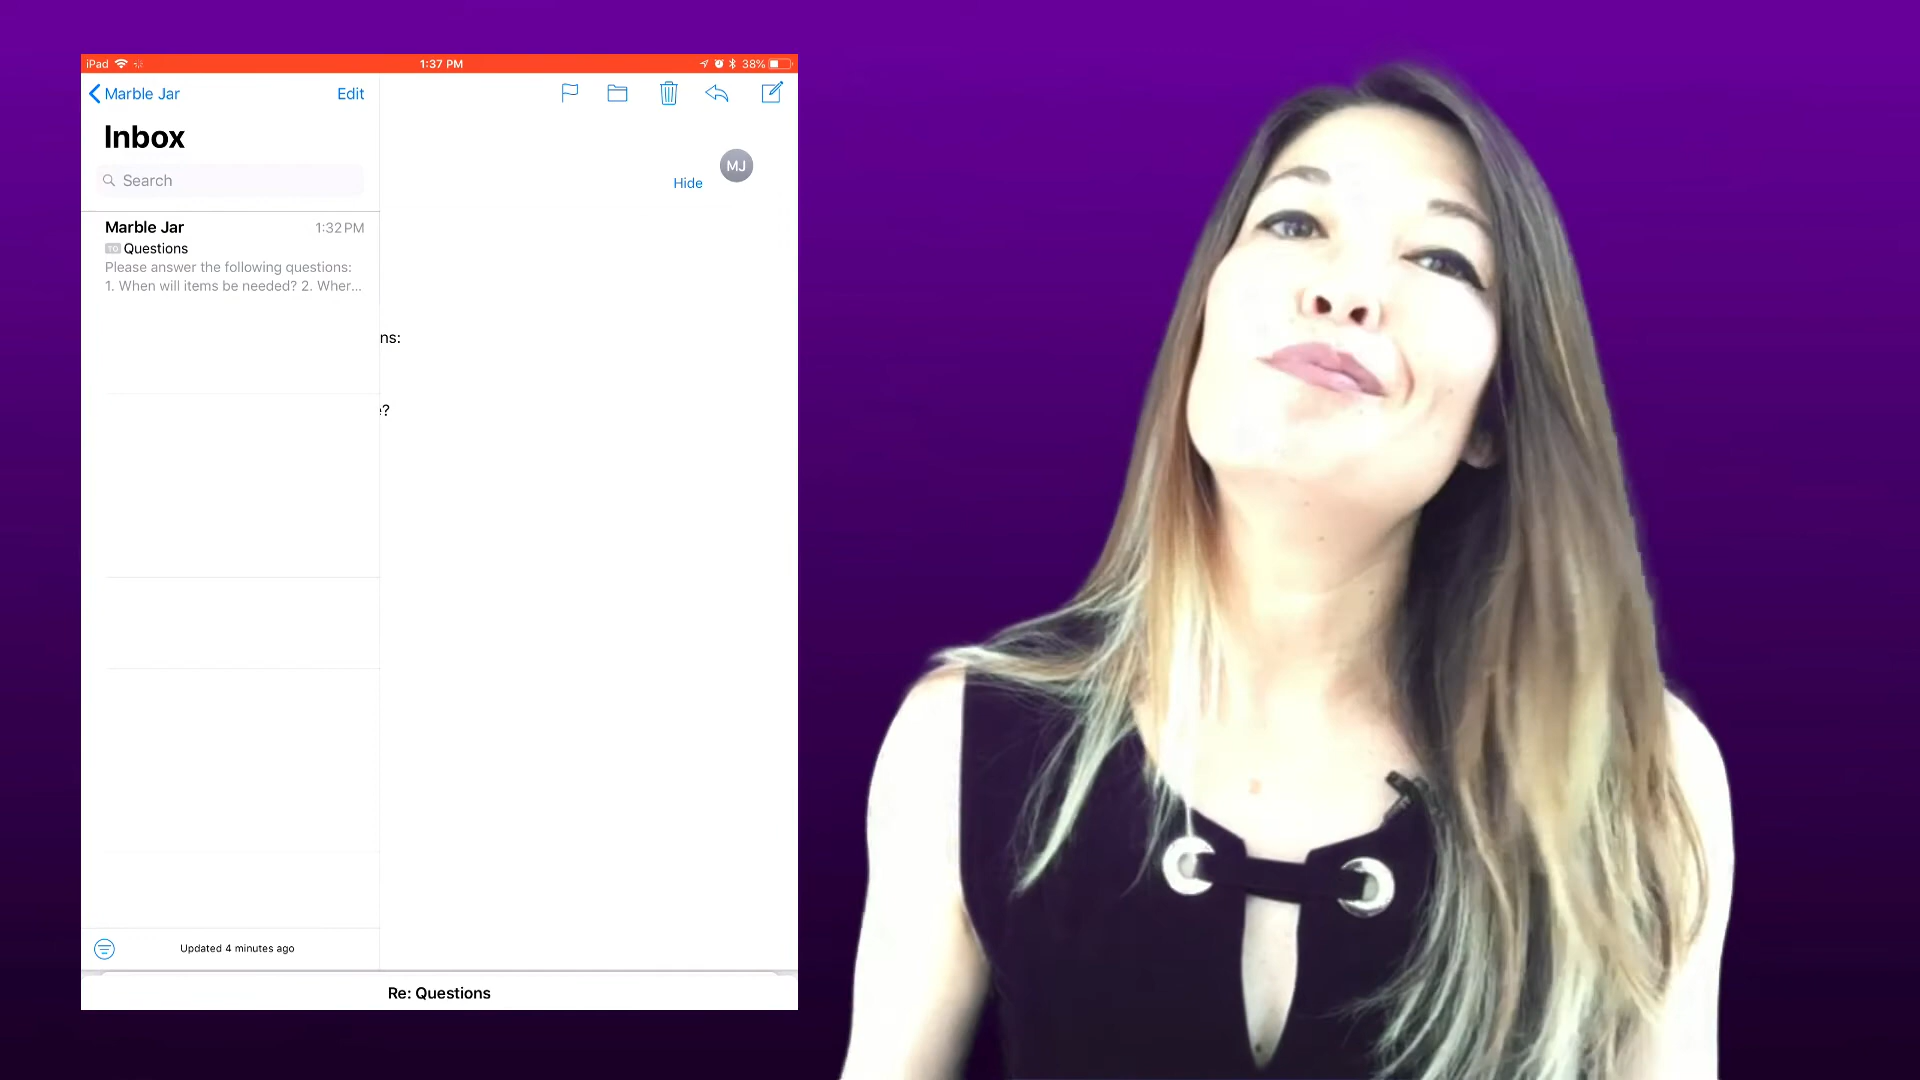 iPad 1:37 PM 38%
Marble Jar Edit
Inbox
MJ
Search
Hide
Marble Jar 1:32 PM
TO Questions
Please answer the following questions:
1. When will items be needed? 2. Wher...
ns:
e?
Updated 4 minutes ago
Re: Questions